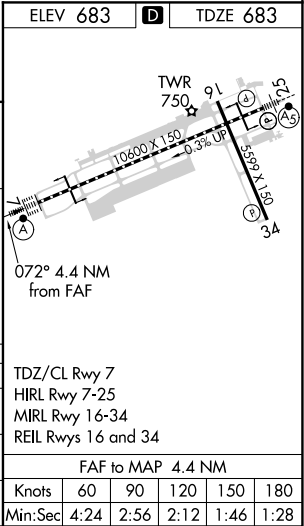 ELEV 683 D TDZE 683
TWR
750
16
25
P
P
A5
10600 X 150
0.3% UP
5599 X 150
7
A
P
34
072° 4.4 NM
from FAF
TDZ/CL Rwy 7
HIRL Rwy 7-25
MIRL Rwy 16-34
REIL Rwys 16 and 34
FAF to MAP 4.4 NM
Knots 60 90 120 150 180
Min:Sec 4:24 2:56 2:12 1:46 1:28